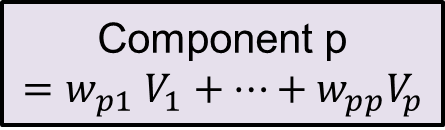 Component p
= w_{p1} V_1 + ⋯ + w_{pp}V_p